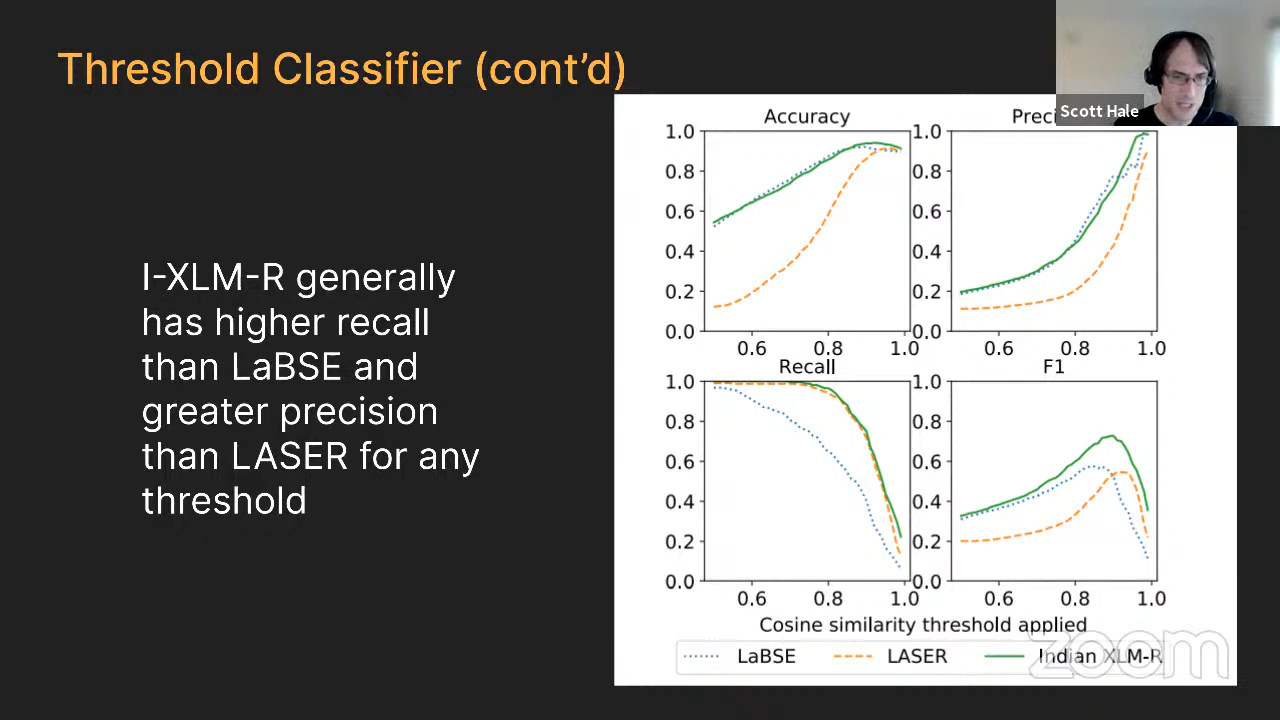 Threshold Classifier (cont’d)
Scott Hale
I-XLM-R generally
has higher recall
than LaBSE and
greater precision
than LASER for any
threshold
Accuracy
1.0
0.8
0.6
0.4
0.2
0.0
0.6 0.8 1.0
Preci
1.0
0.8
0.6
0.4
0.2
0.0
0.6 0.8 1.0
Recall
1.0
0.8
0.6
0.4
0.2
0.0
0.6 0.8 1.0
F1
1.0
0.8
0.6
0.4
0.2
0.0
0.6 0.8 1.0
Cosine similarity threshold applied
LaBSE LASER Indian XLM-R
zoom